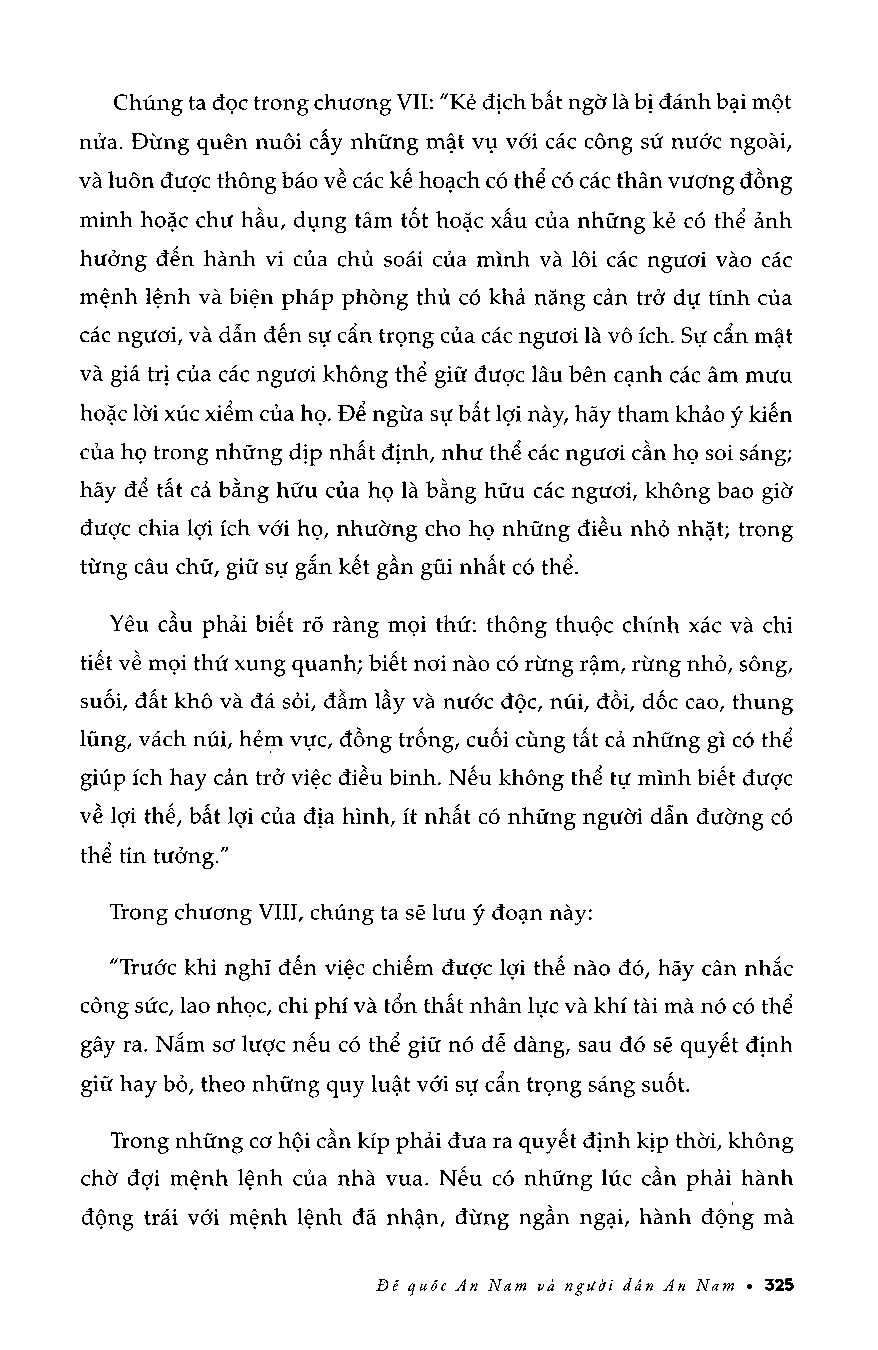 Chúng ta đọc trong chương VII: "Kẻ địch bất ngờ là bị đánh bại một
nửa. Đừng quên nuôi cấy những mật vụ với các công sứ nước ngoài,
và luôn được thông báo về các kế hoạch có thể có các thân vương đồng
minh hoặc chư hầu, dụng tâm tốt hoặc xấu của những kẻ có thể ảnh
hưởng đến hành vi của chủ soái của mình và lôi các ngươi vào các
mệnh lệnh và biện pháp phòng thủ có khả năng cản trở dự tính của
các ngươi, và dẫn đến sự cẩn trọng của các ngươi là vô ích. Sự cẩn mật
và giá trị của các ngươi không thể giữ được lâu bên cạnh các âm mưu
hoặc lời xúc xiểm của họ. Để ngừa sự bất lợi này, hãy tham khảo ý kiến
của họ trong những dịp nhất định, như thể các ngươi cần họ soi sáng;
hãy để tất cả bằng hữu của họ là bằng hữu các ngươi, không bao giờ
được chia lợi ích với họ, nhường cho họ những điều nhỏ nhặt; trong
từng câu chữ, giữ sự gắn kết gần gũi nhất có thể.
Yêu cầu phải biết rõ ràng mọi thứ: thông thuộc chính xác và chi
tiết về mọi thứ xung quanh; biết nơi nào có rừng rậm, rừng nhỏ, sông,
suối, đất khô và đá sỏi, đầm lầy và nước độc, núi, đồi, dốc cao, thung
lũng, vách núi, hẻm vực, đồng trống, cuối cùng tất cả những gì có thể
giúp ích hay cản trở việc điều binh. Nếu không thể tự mình biết được
về lợi thế, bất lợi của địa hình, ít nhất có những người dẫn đường có
thể tin tưởng."
Trong chương VIII, chúng ta sẽ lưu ý đoạn này:
"Trước khi nghĩ đến việc chiếm được lợi thế nào đó, hãy cân nhắc
công sức, lao nhọc, chi phí và tổn thất nhân lực và khí tài mà nó có thể
gây ra. Nắm sơ lược nếu có thể giữ nó dễ dàng, sau đó sẽ quyết định
giữ hay bỏ, theo những quy luật với sự cẩn trọng sáng suốt.
Trong những cơ hội cần kíp phải đưa ra quyết định kịp thời, không
chờ đợi mệnh lệnh của nhà vua. Nếu có những lúc cần phải hành
động trái với mệnh lệnh đã nhận, đừng ngần ngại, hành động mà
Đế quốc An Nam và người dân An Nam • 325